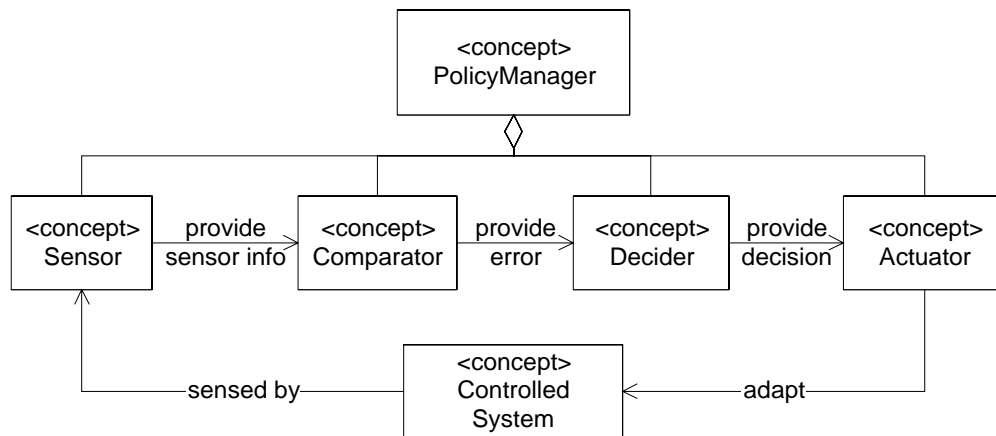 <concept>
PolicyManager
<concept>
Sensor
provide
sensor info
<concept>
Comparator
provide
error
<concept>
Decider
provide
decision
<concept>
Actuator
sensed by
<concept>
Controlled
System
adapt